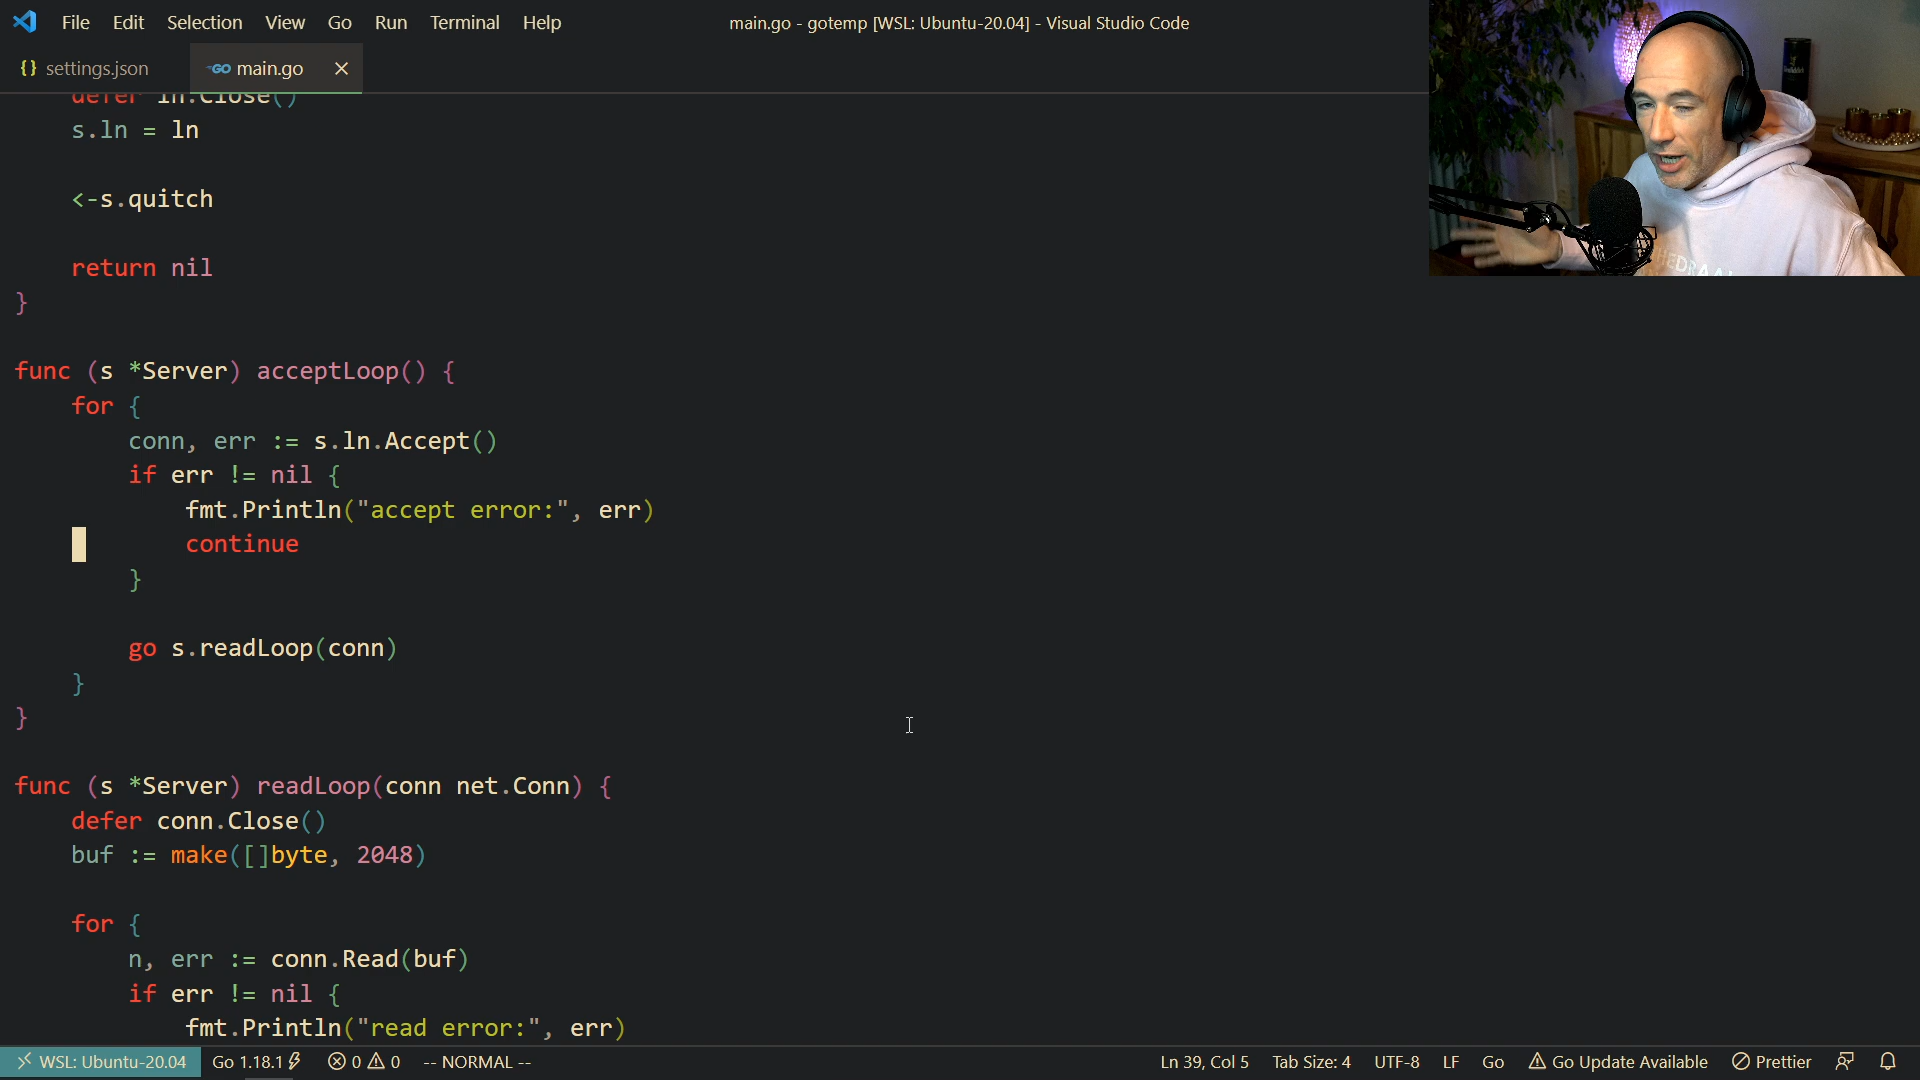 File Edit Selection View Go Run Terminal Help
main.go - gotemp [WSL: Ubuntu-20.04] - Visual Studio Code
{} settings.json
GO main.go ×
defer ln.Close()
s.ln = ln
<-s.quitch
return nil
}
func (s *Server) acceptLoop() {
for {
conn, err := s.ln.Accept()
if err != nil {
fmt.Println("accept error:", err)
continue
}
go s.readLoop(conn)
}
}
func (s *Server) readLoop(conn net.Conn) {
defer conn.Close()
buf := make([]byte, 2048)
for {
n, err := conn.Read(buf)
if err != nil {
fmt.Println("read error:", err)
WSL: Ubuntu-20.04 Go 1.18.1 0 0 -- NORMAL -- Ln 39, Col 5 Tab Size: 4 UTF-8 LF Go Go Update Available Prettier